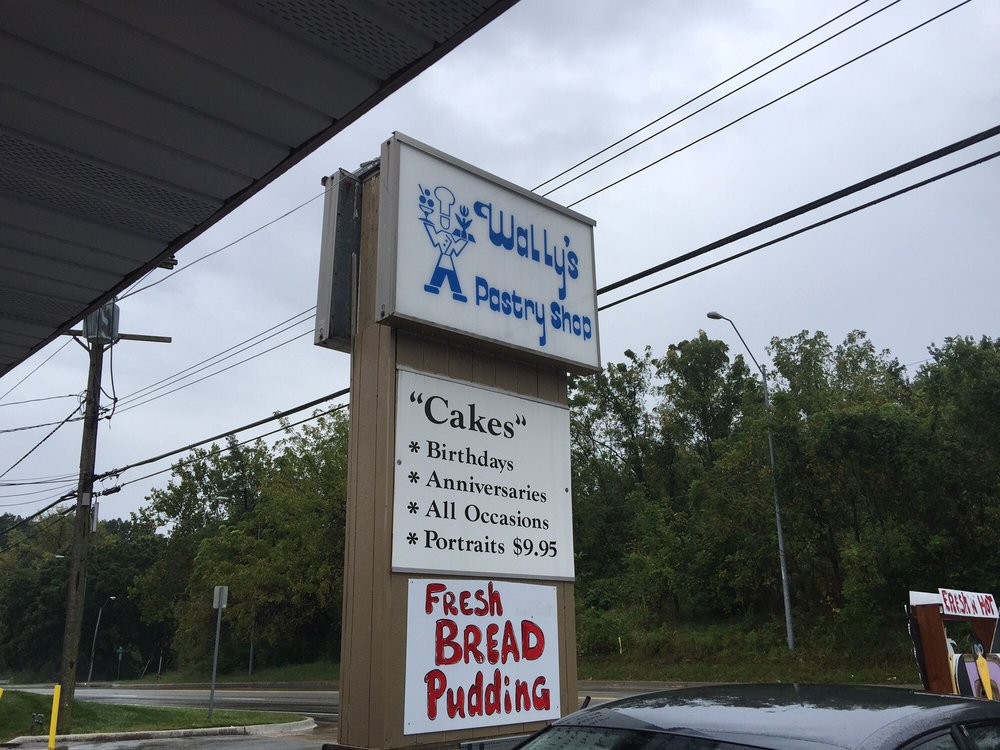 Wally's
Pastry Shop
"Cakes"
* Birthdays
* Anniversaries
* All Occasions
* Portraits $9.95
FRESH
BREAD
PuddinG
FRESH 'N' HOT